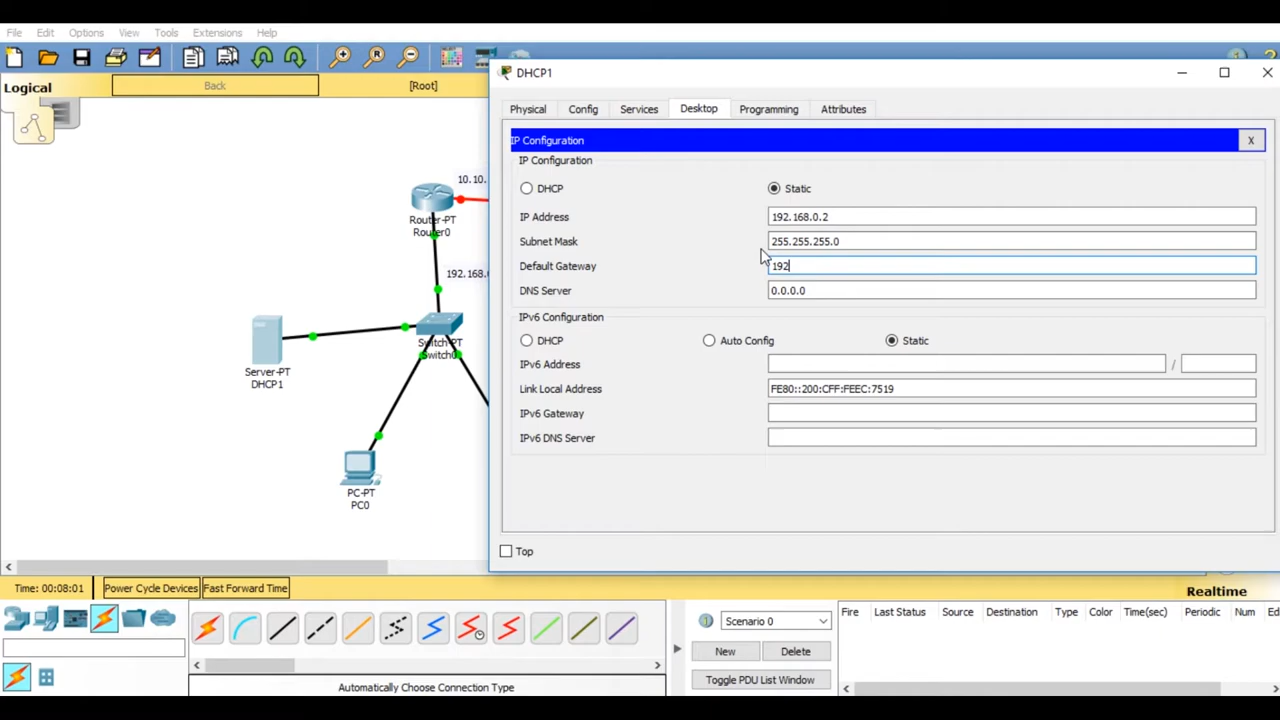 File Edit Options View Tools Extensions Help
Logical
Back
[Root]
DHCP1
Physical Config Services Desktop Programming Attributes
IP Configuration
X
IP Configuration
DHCP
Static
IP Address
192.168.0.2
Subnet Mask
255.255.255.0
Default Gateway
192
DNS Server
0.0.0.0
IPv6 Configuration
DHCP
Auto Config
Static
IPv6 Address
/
Link Local Address
FE80::200:CFF:FEEC:7519
IPv6 Gateway
IPv6 DNS Server
Top
10.10.
Router-PT
Router0
192.168.
Switch-PT
Switch0
Server-PT
DHCP1
PC-PT
PC0
Time: 00:08:01
Power Cycle Devices
Fast Forward Time
Realtime
Scenario 0
New
Delete
Toggle PDU List Window
Fire Last Status Source Destination Type Color Time(sec) Periodic Num Ed
Automatically Choose Connection Type